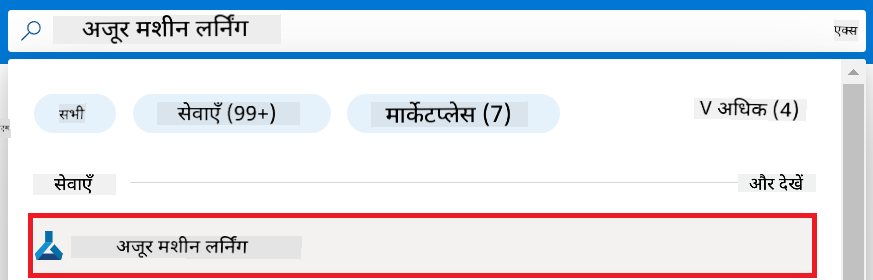 अजूर मशीन लर्निंग
एक्स
सभी
सेवाएँ (99+)
मार्केटप्लेस (7)
V अधिक (4)
सेवाएँ
और देखें
अजूर मशीन लर्निंग